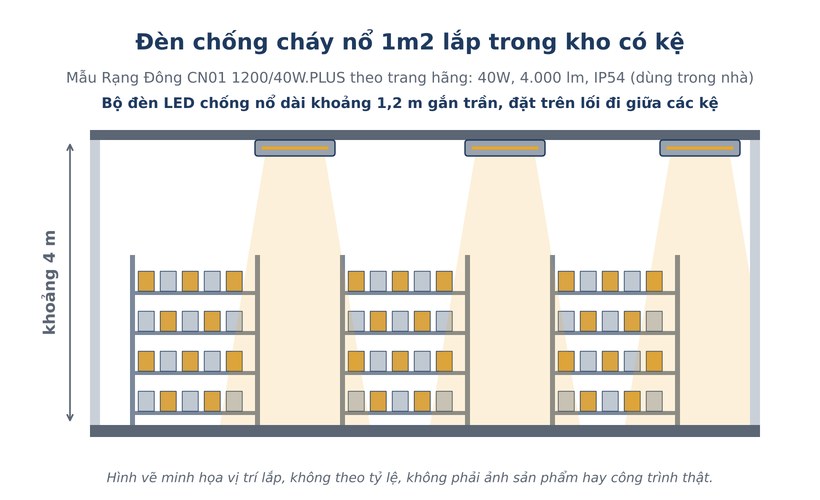 Đèn chống cháy nổ 1m2 lắp trong kho có kệ
Mẫu Rạng Đông CN01 1200/40W.PLUS theo trang hãng: 40W, 4.000 lm, IP54 (dùng trong nhà)
Bộ đèn LED chống nổ dài khoảng 1,2 m gắn trần, đặt trên lối đi giữa các kệ
khoảng 4 m
Hình vẽ minh họa vị trí lắp, không theo tỷ lệ, không phải ảnh sản phẩm hay công trình thật.